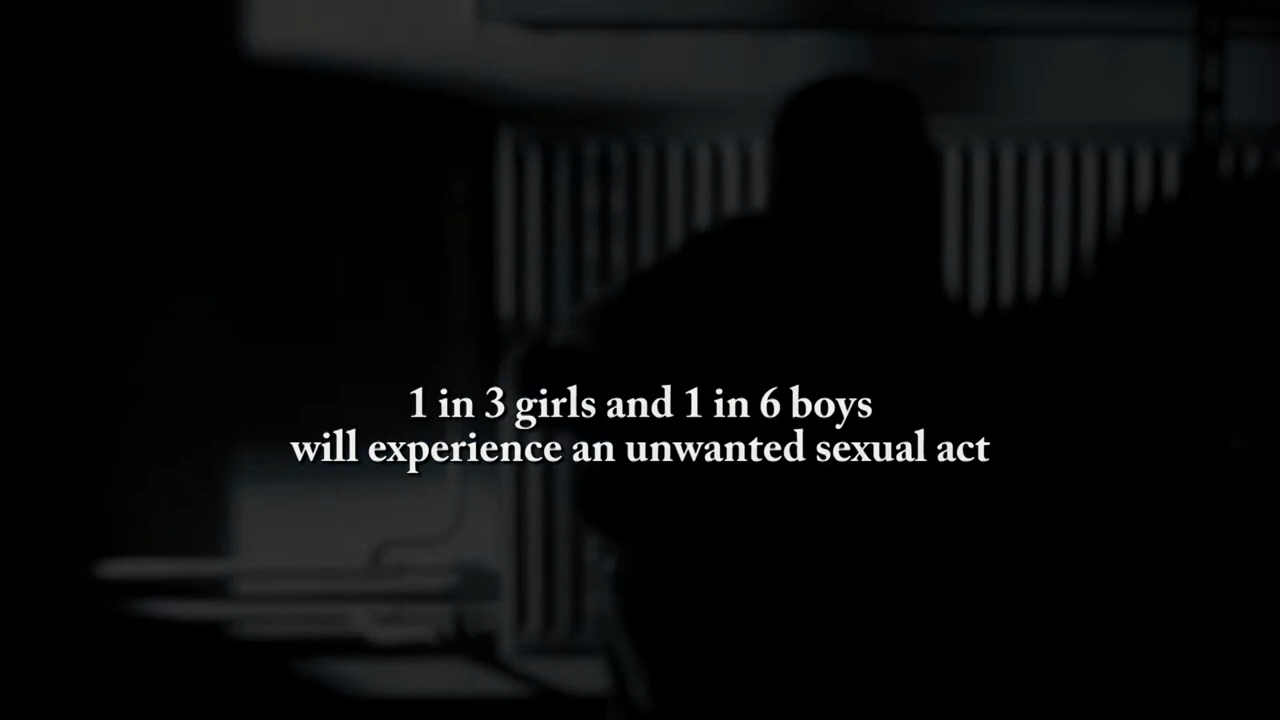 1 in 3 girls and 1 in 6 boys
will experience an unwanted sexual act